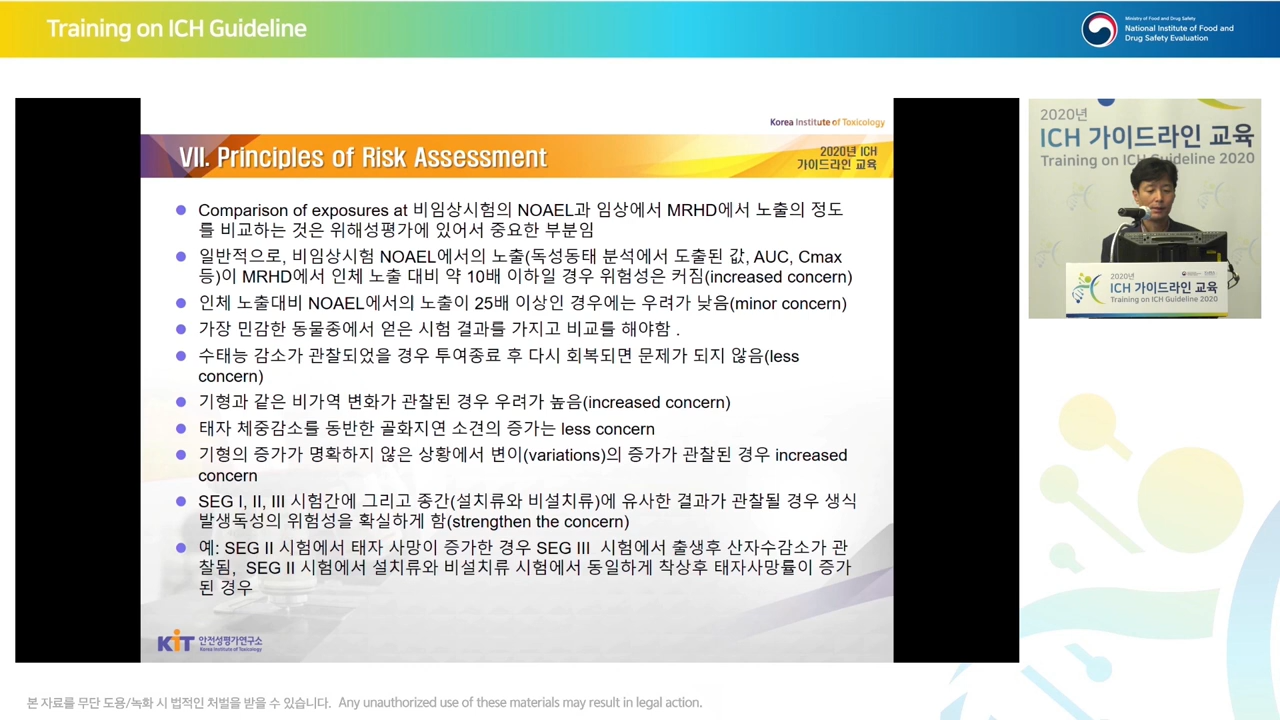 Training on ICH Guideline
Ministry of Food and Drug Safety
National Institute of Food and
Drug Safety Evaluation
Korea Institute of Toxicology
VII. Principles of Risk Assessment
2020년 ICH
가이드라인 교육
Comparison of exposures at 비임상시험의 NOAEL과 임상에서 MRHD에서 노출의 정도
를 비교하는 것은 위해성평가에 있어서 중요한 부분임
일반적으로, 비임상시험 NOAEL에서의 노출(독성동태 분석에서 도출된 값, AUC, Cmax
등)이 MRHD에서 인체 노출 대비 약 10배 이하일 경우 위험성은 커짐(increased concern)
인체 노출대비 NOAEL에서의 노출이 25배 이상인 경우에는 우려가 낮음(minor concern)
가장 민감한 동물종에서 얻은 시험 결과를 가지고 비교를 해야함 .
수태능 감소가 관찰되었을 경우 투여종료 후 다시 회복되면 문제가 되지 않음(less
concern)
기형과 같은 비가역 변화가 관찰된 경우 우려가 높음(increased concern)
태자 체중감소를 동반한 골화지연 소견의 증가는 less concern
기형의 증가가 명확하지 않은 상황에서 변이(variations)의 증가가 관찰된 경우 increased
concern
SEG I, II, III 시험간에 그리고 종간(설치류와 비설치류)에 유사한 결과가 관찰될 경우 생식
발생독성의 위험성을 확실하게 함(strengthen the concern)
예: SEG II 시험에서 태자 사망이 증가한 경우 SEG III 시험에서 출생후 산자수감소가 관
찰됨, SEG II 시험에서 설치류와 비설치류 시험에서 동일하게 착상후 태자사망률이 증가
된 경우
KIT 안전성평가연구소
Korea Institute of Toxicology
2020년
ICH 가이드라인 교육
Training on ICH Guideline 2020
2020년
ICH 가이드라인 교육
Training on ICH Guideline 2020
본 자료를 무단 도용/녹화 시 법적인 처벌을 받을 수 있습니다. Any unauthorized use of these materials may result in legal action.